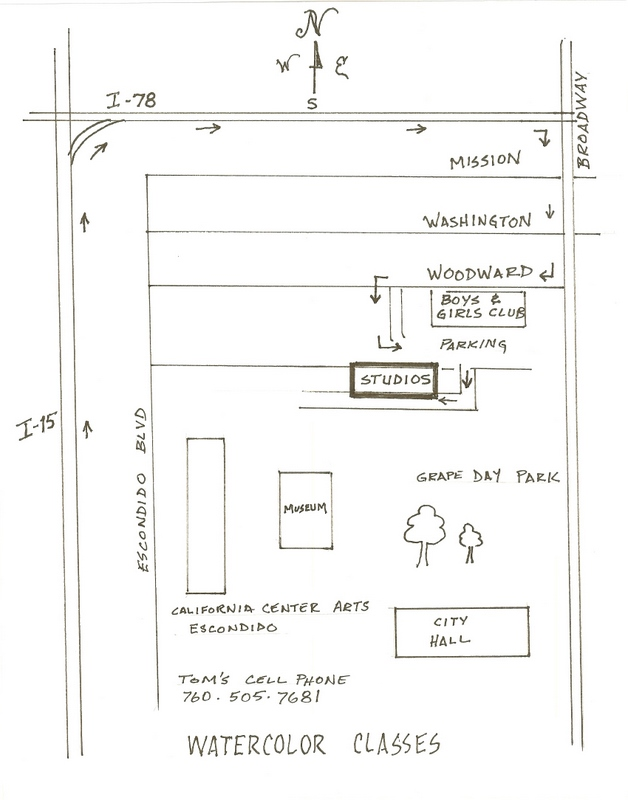 N
W E
S
I-78
BROADWAY
MISSION
WASHINGTON
WOODWARD
BOYS &
GIRLS CLUB
PARKING
STUDIOS
I-15
ESCONDIDO BLVD
GRAPE DAY PARK
MUSEUM
CALIFORNIA CENTER ARTS
ESCONDIDO
CITY
HALL
TOM'S CELL PHONE
760.505.7681
WATERCOLOR CLASSES